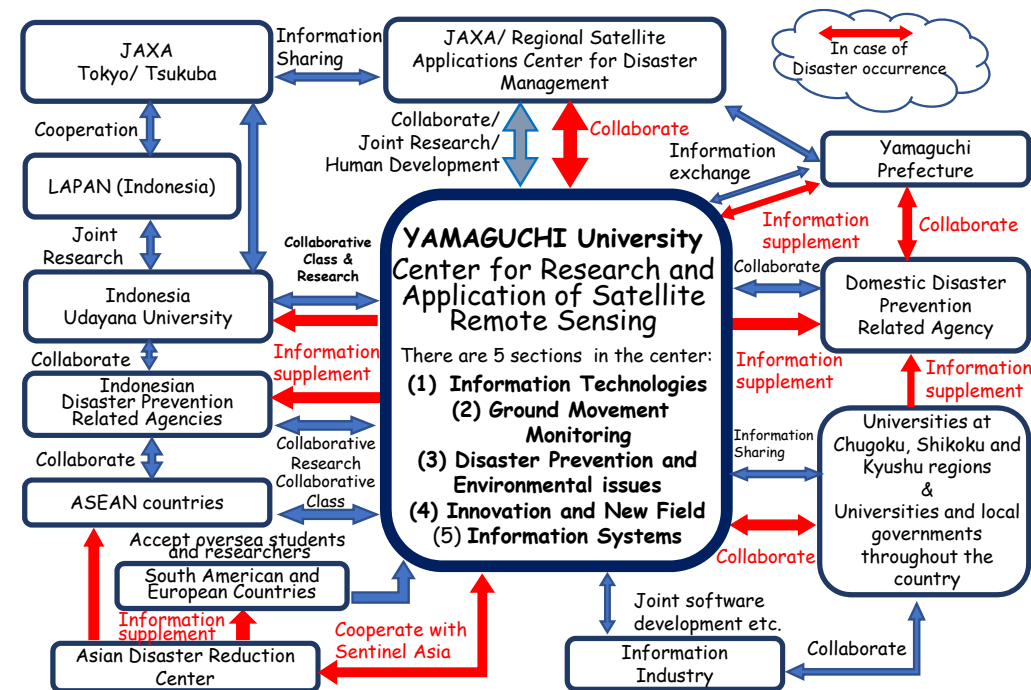 JAXA
Tokyo/ Tsukuba
Information
Sharing
JAXA/ Regional Satellite
Applications Center for Disaster
Management
In case of
Disaster occurrence
Cooperation
Collaborate/
Joint Research/
Human Development
Collaborate
Information
exchange
Yamaguchi
Prefecture
LAPAN (Indonesia)
Joint
Research
Collaborative
Class &
Research
Information
supplement
Collaborate
Collaborate
Indonesia
Udayana University
YAMAGUCHI University
Center for Research and
Application of Satellite
Remote Sensing
There are 5 sections in the center:
(1) Information Technologies
(2) Ground Movement
Monitoring
(3) Disaster Prevention and
Environmental issues
(4) Innovation and New Field
(5) Information Systems
Domestic Disaster
Prevention
Related Agency
Collaborate
Information
supplement
Information
supplement
Information
supplement
Indonesian
Disaster Prevention
Related Agencies
Collaborate
Collaborative
Research
Collaborative
Class
Information
Sharing
Universities at
Chugoku, Shikoku and
Kyushu regions
&
Universities and local
governments
throughout the
country
ASEAN countries
Accept oversea students
and researchers
Collaborate
South American and
European Countries
Information
supplement
Cooperate with
Sentinel Asia
Joint software
development etc.
Asian Disaster Reduction
Center
Information
Industry
Collaborate